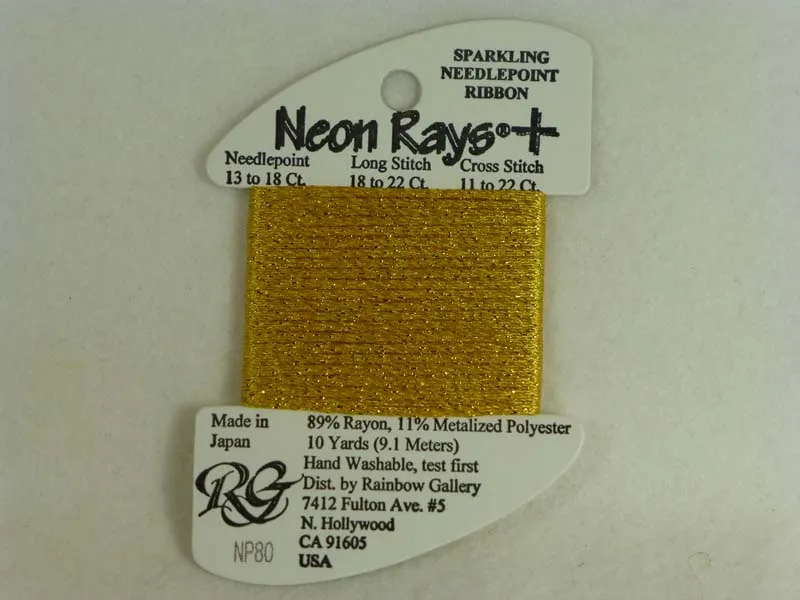 SPARKLING
NEEDLEPOINT
RIBBON
Neon Rays®+
Needlepoint Long Stitch Cross Stitch
13 to 18 Ct. 18 to 22 Ct. 11 to 22 Ct.
Made in
Japan
89% Rayon, 11% Metalized Polyester
10 Yards (9.1 Meters)
Hand Washable, test first
Dist. by Rainbow Gallery
7412 Fulton Ave. #5
N. Hollywood
CA 91605
USA
RG
NP80